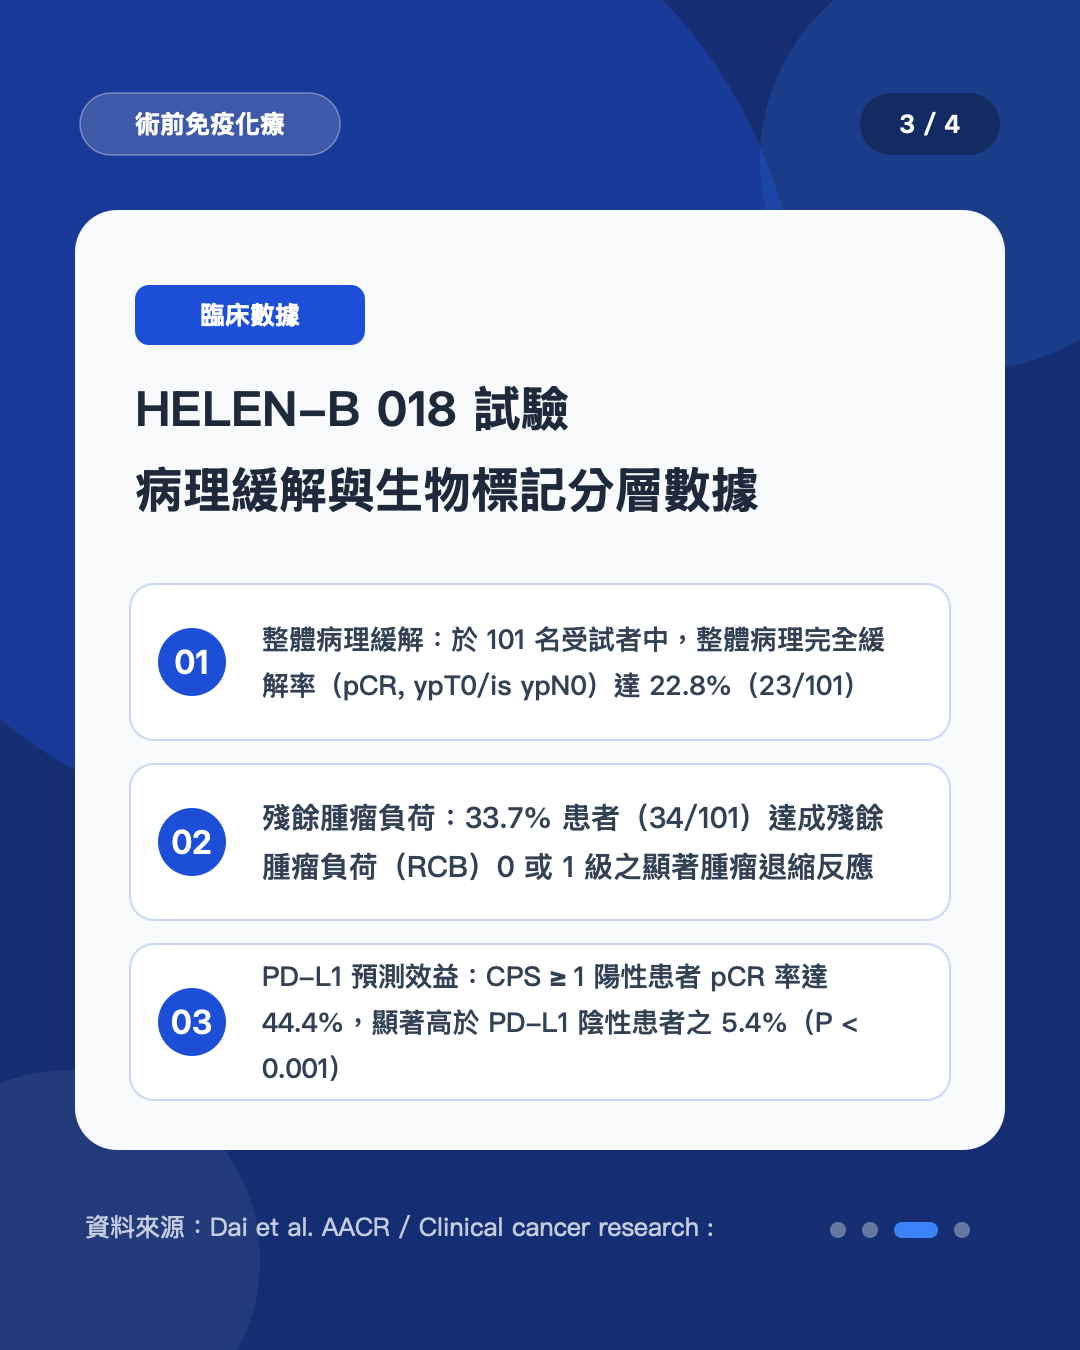 術前免疫化療
3 / 4
臨床數據
HELEN–B 018 試驗
病理緩解與生物標記分層數據
01
整體病理緩解：於 101 名受試者中，整體病理完全緩
解率（pCR, ypT0/is ypN0）達 22.8%（23/101）
02
殘餘腫瘤負荷：33.7% 患者（34/101）達成殘餘
腫瘤負荷（RCB）0 或 1 級之顯著腫瘤退縮反應
03
PD–L1 預測效益：CPS ≥ 1 陽性患者 pCR 率達
44.4%，顯著高於 PD–L1 陰性患者之 5.4%（P <
0.001）
資料來源：Dai et al. AACR / Clinical cancer research :